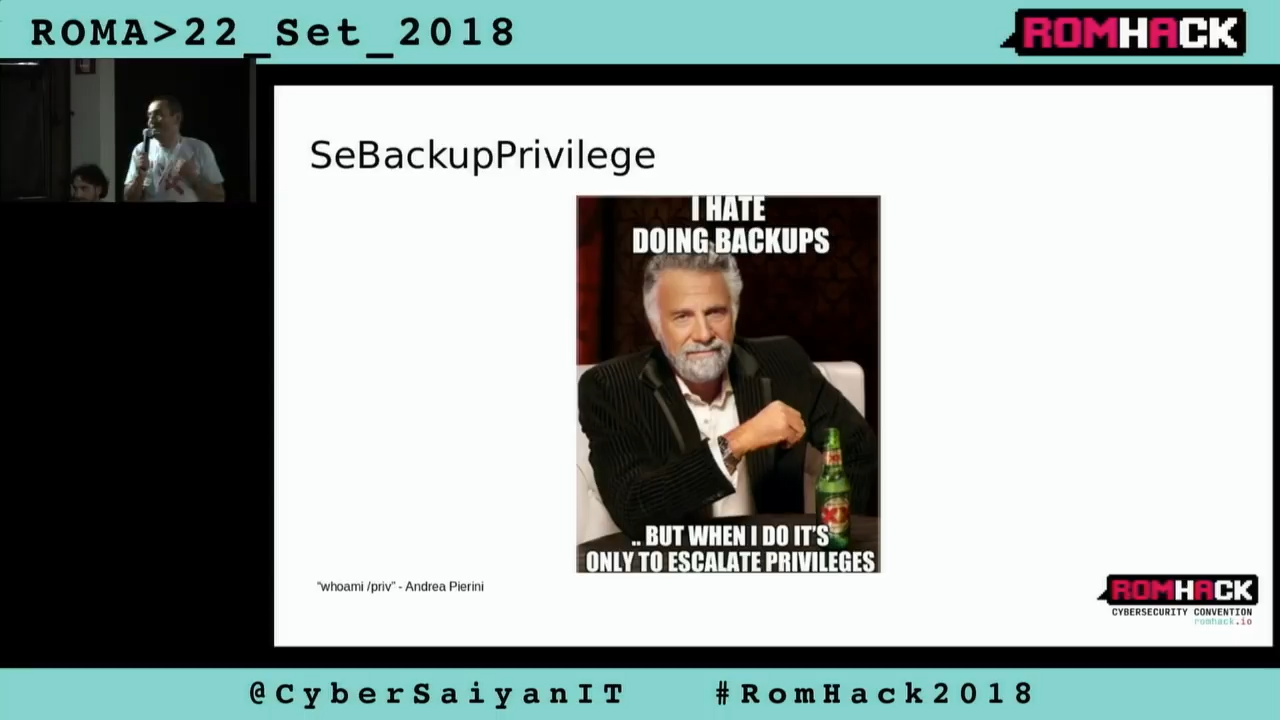 ROMA>22_Set_2018
ROMHACK
SeBackupPrivilege
I HATE
DOING BACKUPS
XX
.. BUT WHEN I DO IT'S
ONLY TO ESCALATE PRIVILEGES
"whoami /priv" - Andrea Pierini
ROMHACK
CYBERSECURITY CONVENTION
romhack.io
@CyberSaiyanIT
#RomHack2018